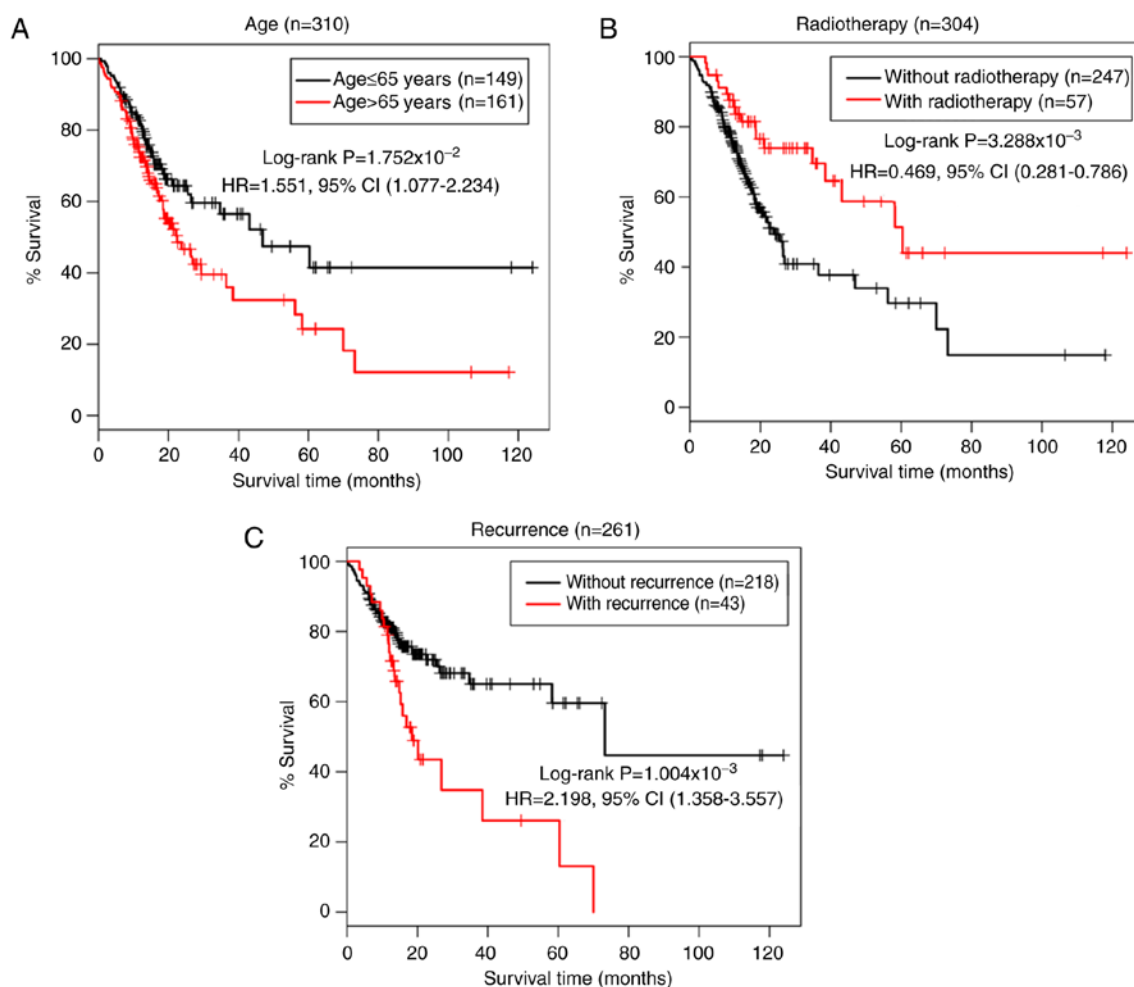 A
Age (n=310)
100
80
60
40
20
0
% Survival
Age≤65 years (n=149)
Age>65 years (n=161)
Log-rank P=1.752x10⁻²
HR=1.551, 95% CI (1.077-2.234)
0 20 40 60 80 100 120
Survival time (months)
B
Radiotherapy (n=304)
100
80
60
40
20
0
% Survival
Without radiotherapy (n=247)
With radiotherapy (n=57)
Log-rank P=3.288x10⁻³
HR=0.469, 95% CI (0.281-0.786)
0 20 40 60 80 100 120
Survival time (months)
C
Recurrence (n=261)
100
80
60
40
20
0
% Survival
Without recurrence (n=218)
With recurrence (n=43)
Log-rank P=1.004x10⁻³
HR=2.198, 95% CI (1.358-3.557)
0 20 40 60 80 100 120
Survival time (months)